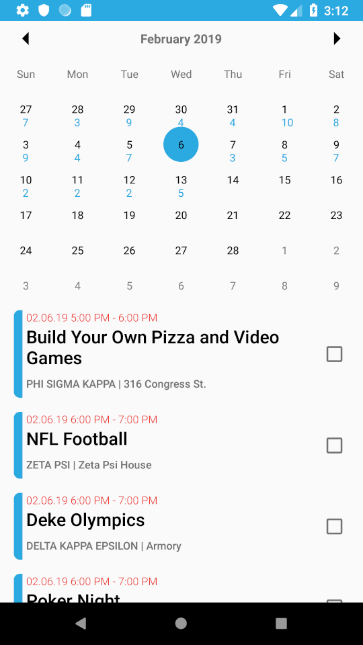 3:12
February 2019
Sun Mon Tue Wed Thu Fri Sat
27 28 29 30 31 1 2
7 3 9 4 4 10 8
3 4 5 6 7 8 9
9 4 7 3 5 7
10 11 12 13 14 15 16
2 2 2 5
17 18 19 20 21 22 23
24 25 26 27 28 1 2
3 4 5 6 7 8 9
02.06.19 5:00 PM - 6:00 PM
Build Your Own Pizza and Video
Games
PHI SIGMA KAPPA | 316 Congress St.
02.06.19 6:00 PM - 7:00 PM
NFL Football
ZETA PSI | Zeta Psi House
02.06.19 6:00 PM - 7:00 PM
Deke Olympics
DELTA KAPPA EPSILON | Armory
02.06.19 6:00 PM - 7:00 PM
Poker Night